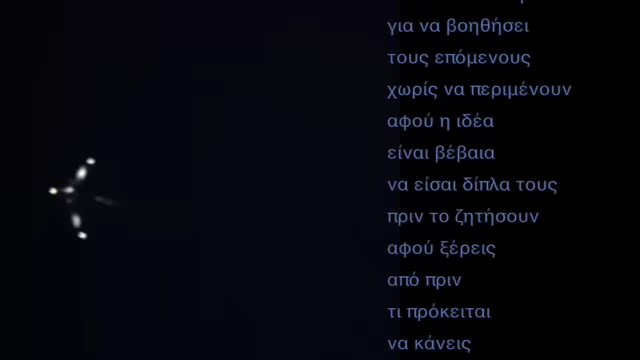 για να βοηθήσει
τους επόμενους
χωρίς να περιμένουν
αφού η ιδέα
είναι βέβαια
να είσαι δίπλα τους
πριν το ζητήσουν
αφού ξέρεις
από πριν
τι πρόκειται
να κάνεις